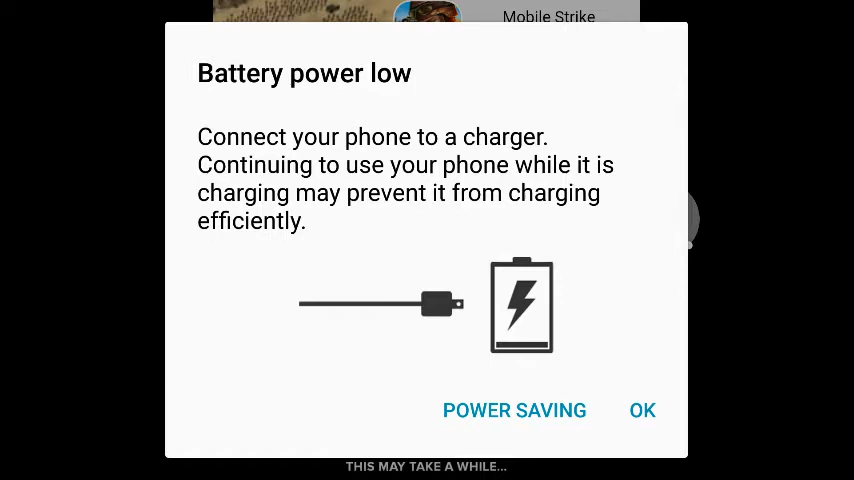 Mobile Strike
Battery power low
Connect your phone to a charger.
Continuing to use your phone while it is
charging may prevent it from charging
efficiently.
POWER SAVING OK
THIS MAY TAKE A WHILE...